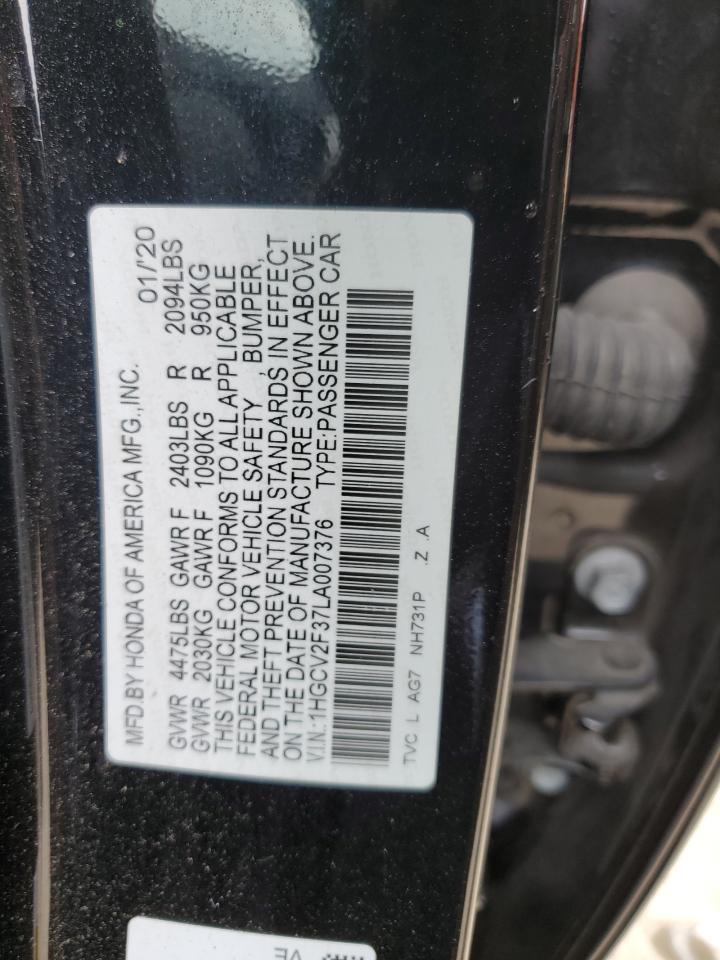 MFD.BY HONDA OF AMERICA MFG.,INC. 01/'20
GVWR 4475LBS GAWR F 2403LBS R 2094LBS
GVWR 2030KG GAWR F 1090KG R 950KG
THIS VEHICLE CONFORMS TO ALL APPLICABLE
FEDERAL MOTOR VEHICLE SAFETY , BUMPER,
AND THEFT PREVENTION STANDARDS IN EFFECT
ON THE DATE OF MANUFACTURE SHOWN ABOVE.
V.I.N.:1HGCV2F37LA007376 TYPE:PASSENGER CAR
TVC L AG7 NH731P .Z .A
VE